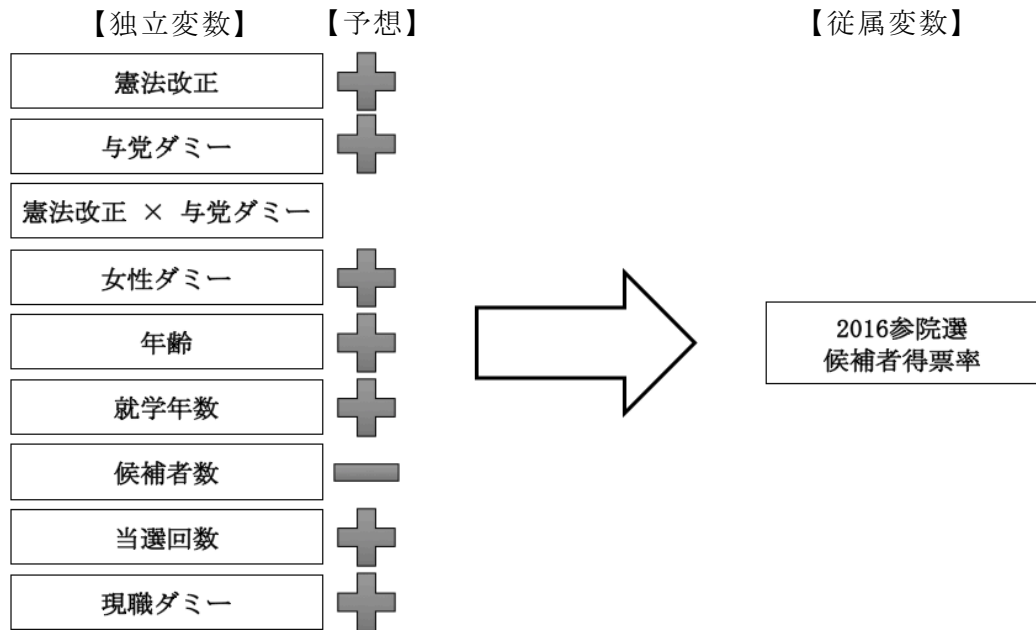 【独立変数】 【予想】 【従属変数】
憲法改正
与党ダミー
憲法改正 × 与党ダミー
女性ダミー
年齢
就学年数
候補者数
当選回数
現職ダミー
2016参院選
候補者得票率